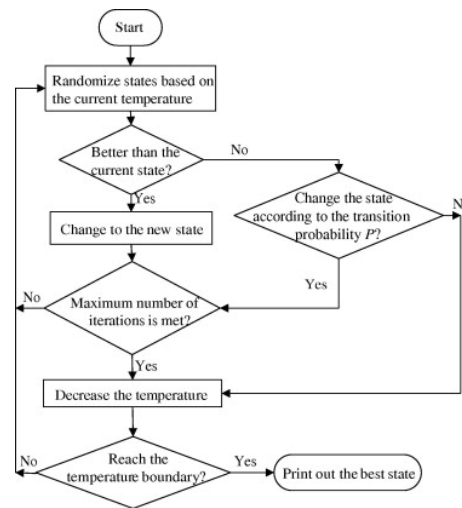 Start
Randomize states based on
the current temperature
Better than the
current state?
No
Yes
Change the state
according to the transition
probability P?
N
Change to the new state
Yes
No
Maximum number of
iterations is met?
Yes
Decrease the temperature
No
Reach the
temperature boundary?
Yes
Print out the best state